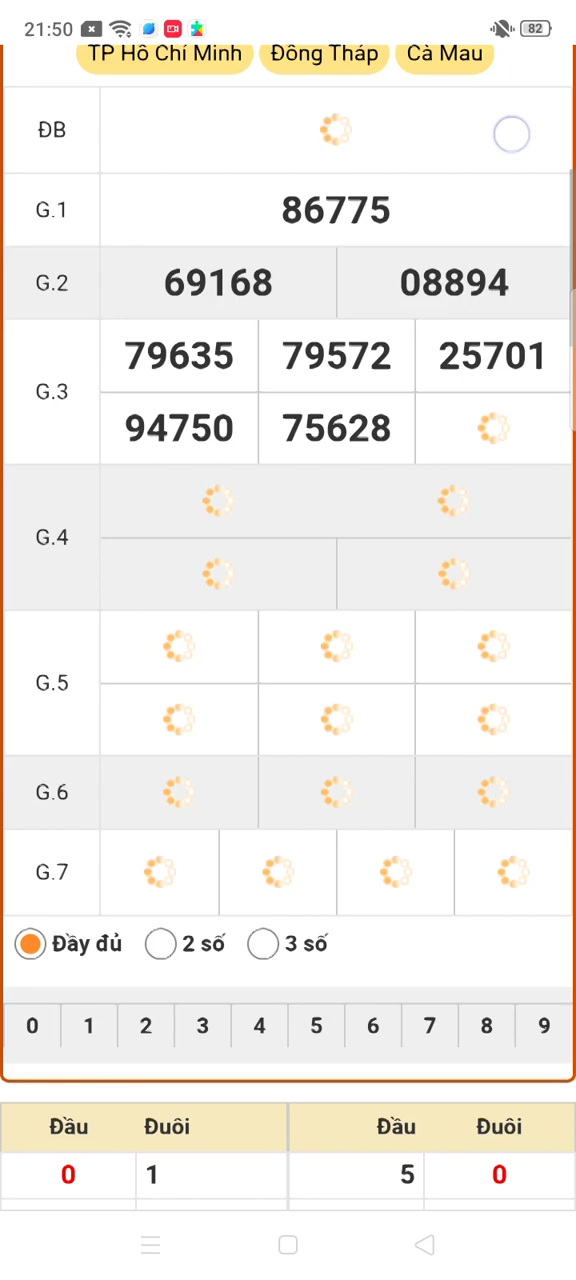 21:50 82
TP Hồ Chí Minh Đồng Tháp Cà Mau
ĐB
G.1 86775
G.2 69168 08894
G.3 79635 79572 25701
94750 75628
G.4
G.5
G.6
G.7
Đầy đủ 2 số 3 số
0 1 2 3 4 5 6 7 8 9
Đầu Đuôi Đầu Đuôi
0 1 5 0